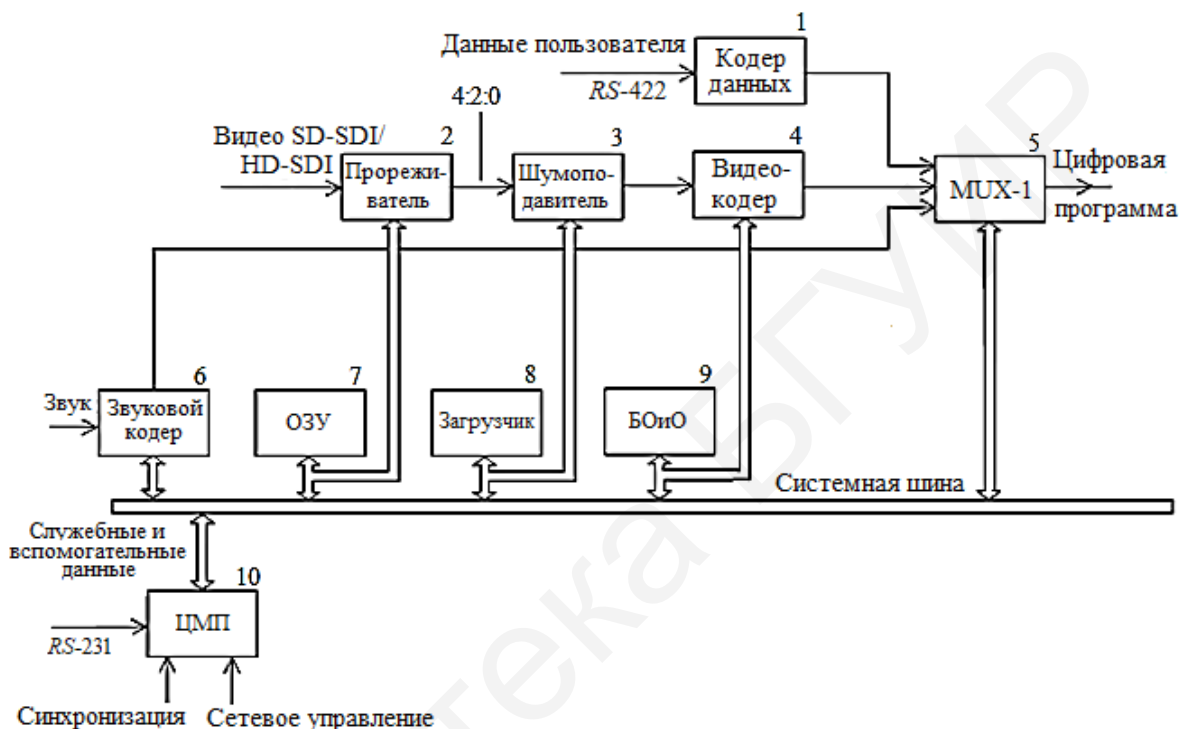 1
Данные пользователя
Кодер
данных
RS-422
4:2:0
Видео SD-SDI/
HD-SDI
2
Прорежи-
ватель
3
Шумопо-
давитель
4
Видео-
кодер
5
MUX-1
Цифровая
программа
6
Звук
Звуковой
кодер
7
ОЗУ
8
Загрузчик
9
БОиО
Системная шина
Служебные и
вспомогательные
данные
10
ЦМП
RS-231
Синхронизация
Сетевое управление
тека БГУИР